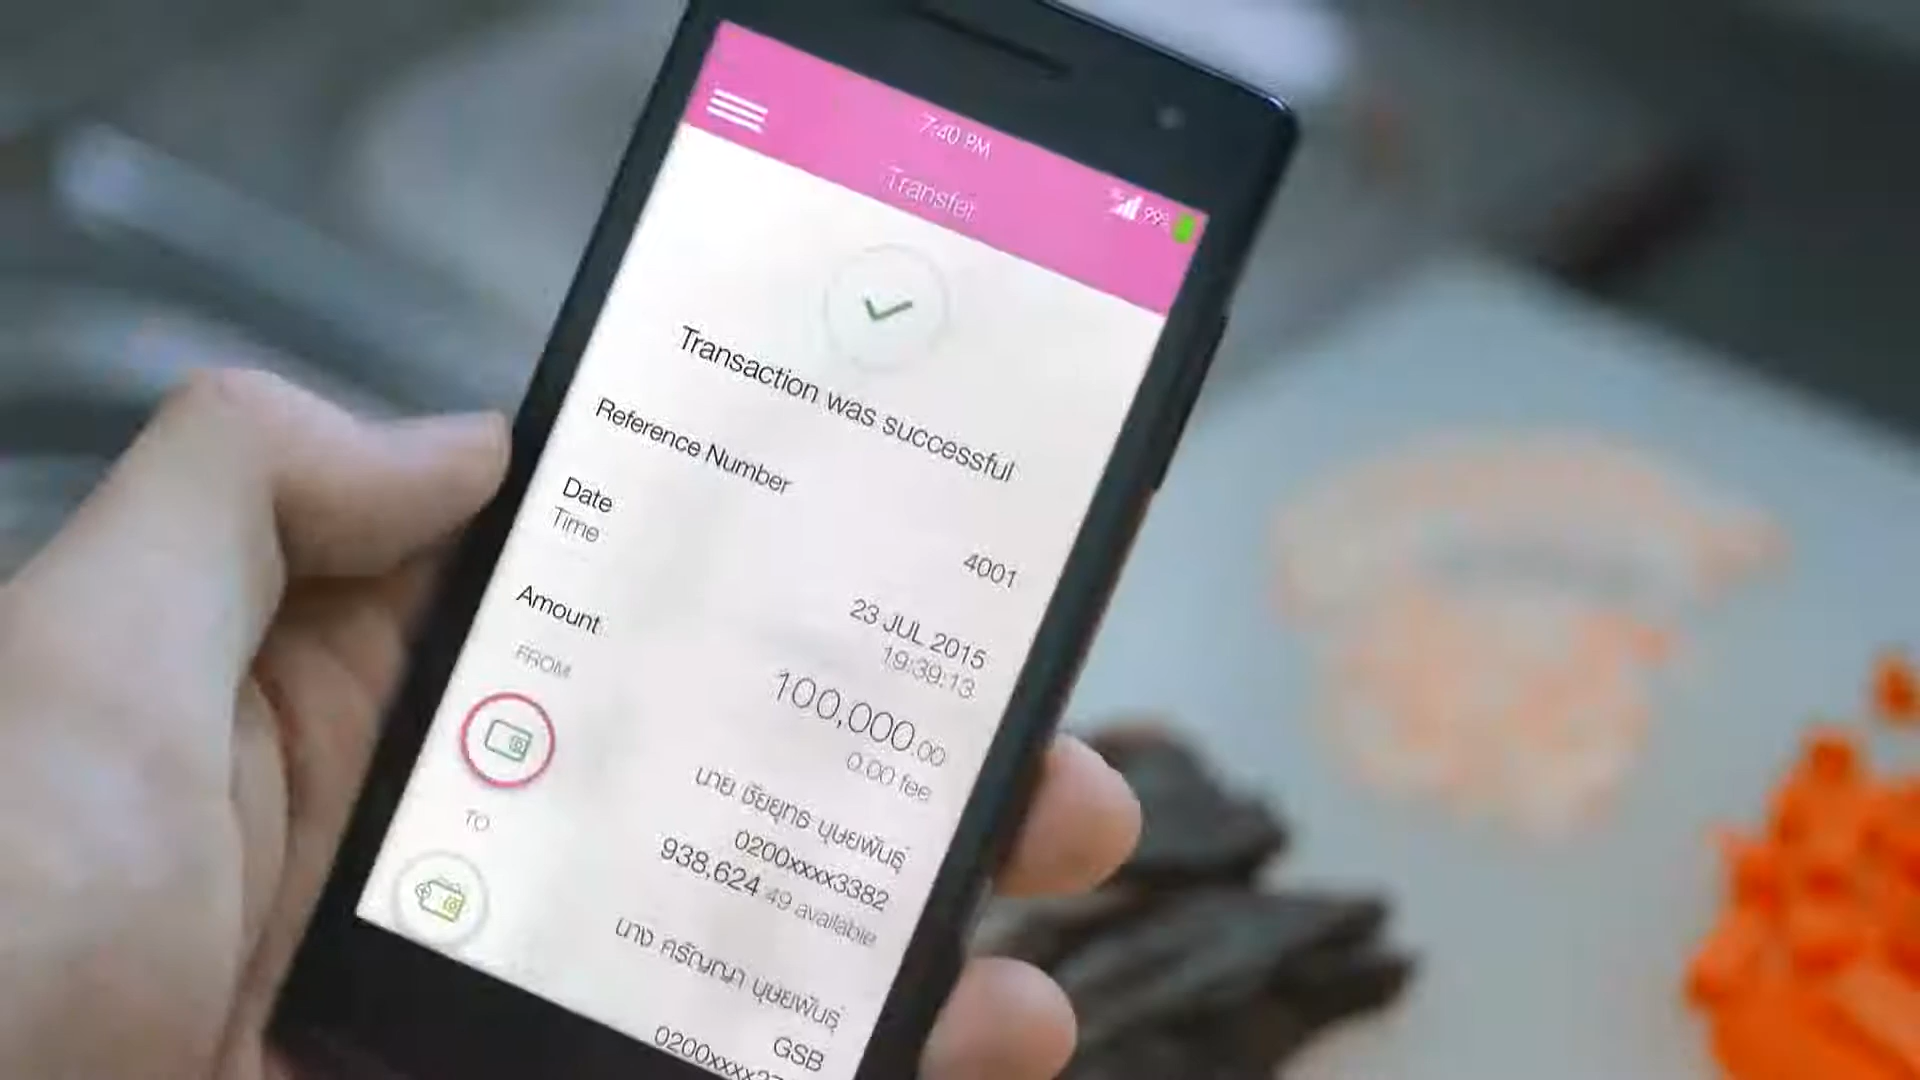 7:40 PM
99%
Transfer
Transaction was successful
Reference Number
4001
Date
23 JUL 2015
Time
19:39:13
Amount
100,000.00
0.00 fee
FROM
นาย ชัยยุทธ บุษยพันธุ์
0200xxxx3382
938,624.49 available
TO
นาง ศรัญญา บุษยพันธุ์
GSB